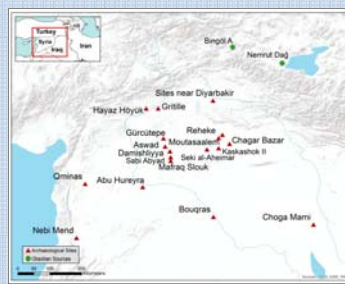 Turkey
Syria
Iraq
Iran
Bingöl A
Nemrut Dağ
Sites near Diyarbakir
Hayaz Höyük
Gritille
Gürcütepe
Reheke
Aswad
Moutasaalem
Chagar Bazar
Damishliyya
Kaskashok II
Sabi Abyad
Seki al-Aheimar
Mafraq Slouk
Qminas
Abu Hureyra
Bouqras
Choga Mami
Nebi Mend
Archaeological Sites
Obsidian Sources